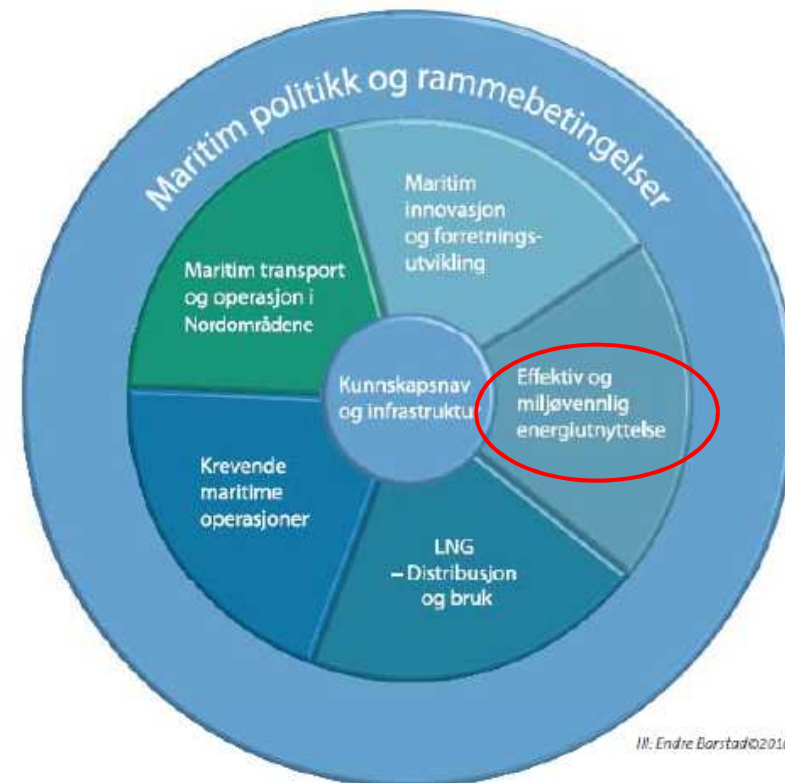 Maritim politikk og rammebetingelser
Maritim
innovasjon
og forretnings-
utvikling
Maritim transport
og operasjon i
Nordområdene
Kunnskapsnav
og infrastruktur
Effektiv og
miljøvennlig
energiutnyttelse
Krevende
maritime
operasjoner
LNG
– Distribusjon
og bruk
Ill: Endre Barstad©2010